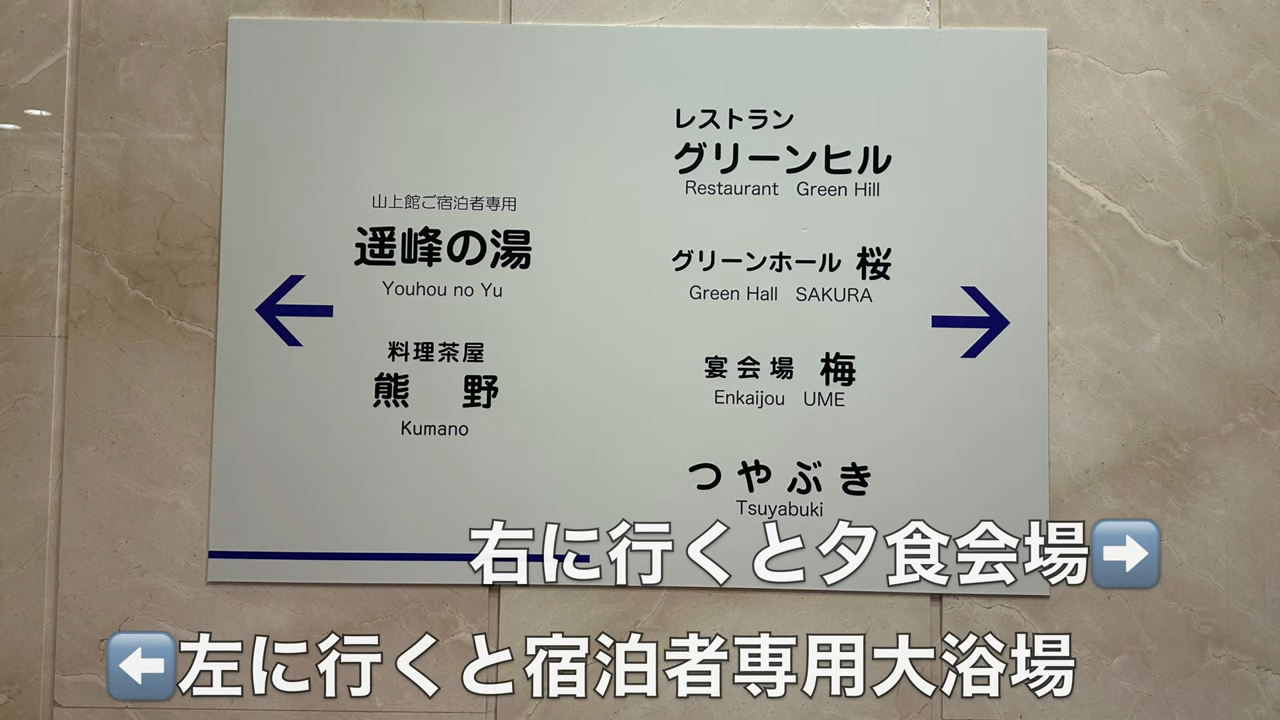 山上館ご宿泊者専用
遥峰の湯
Youhou no Yu
料理茶屋
熊 野
Kumano
レストラン
グリーンヒル
Restaurant Green Hill
グリーンホール 桜
Green Hall SAKURA
宴会場 梅
Enkaijou UME
つやぶき
Tsuyabuki
右に行くと夕食会場➡️
⬅️左に行くと宿泊者専用大浴場